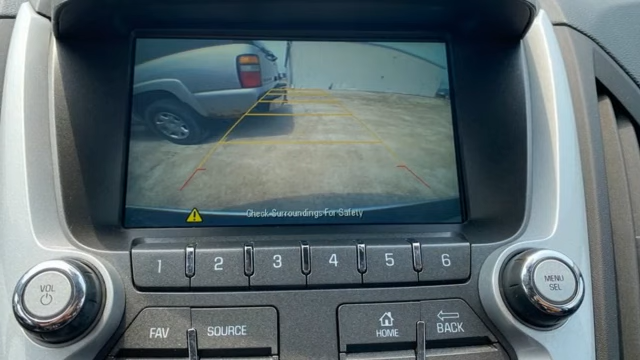 Check Surroundings For Safety
1 2 3 4 5 6
VOL
MENU
SEL
FAV SOURCE
HOME BACK